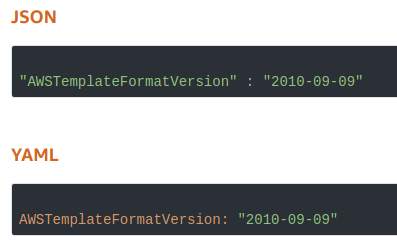 JSON
"AWSTemplateFormatVersion" : "2010-09-09"
YAML
AWSTemplateFormatVersion: "2010-09-09"